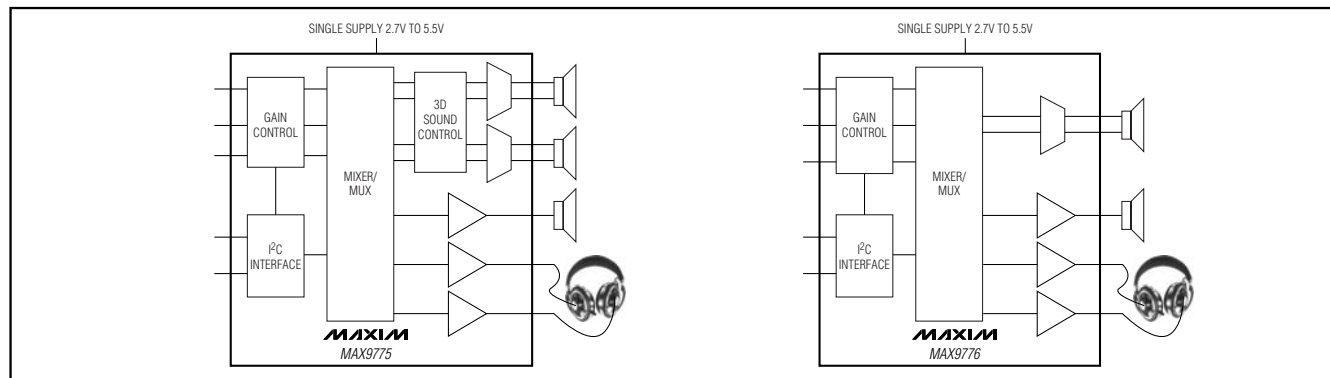 SINGLE SUPPLY 2.7V TO 5.5V
GAIN
CONTROL
MIXER/
MUX
3D
SOUND
CONTROL
I²C
INTERFACE
MAXIM
MAX9775
SINGLE SUPPLY 2.7V TO 5.5V
GAIN
CONTROL
MIXER/
MUX
I²C
INTERFACE
MAXIM
MAX9776